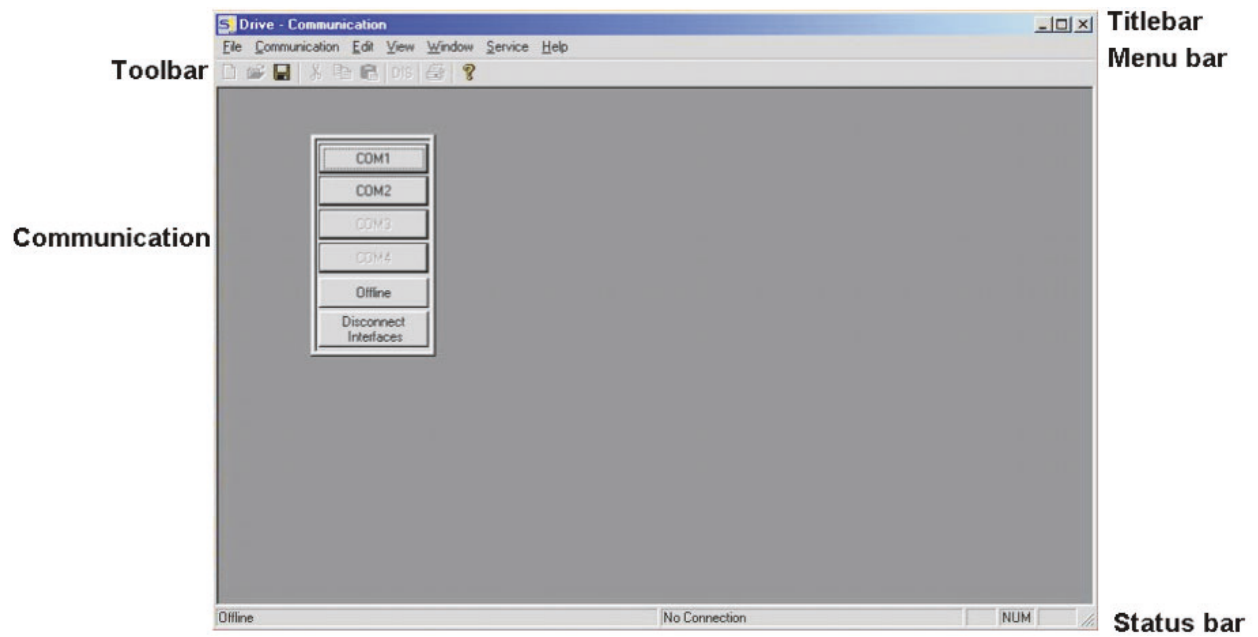 Drive - Communication
Titlebar
File Communication Edit View Window Service Help
Menu bar
Toolbar
DIS
COM1
COM2
COM3
COM4
Communication
Offline
Disconnect
Interfaces
Offline
No Connection
NUM
Status bar